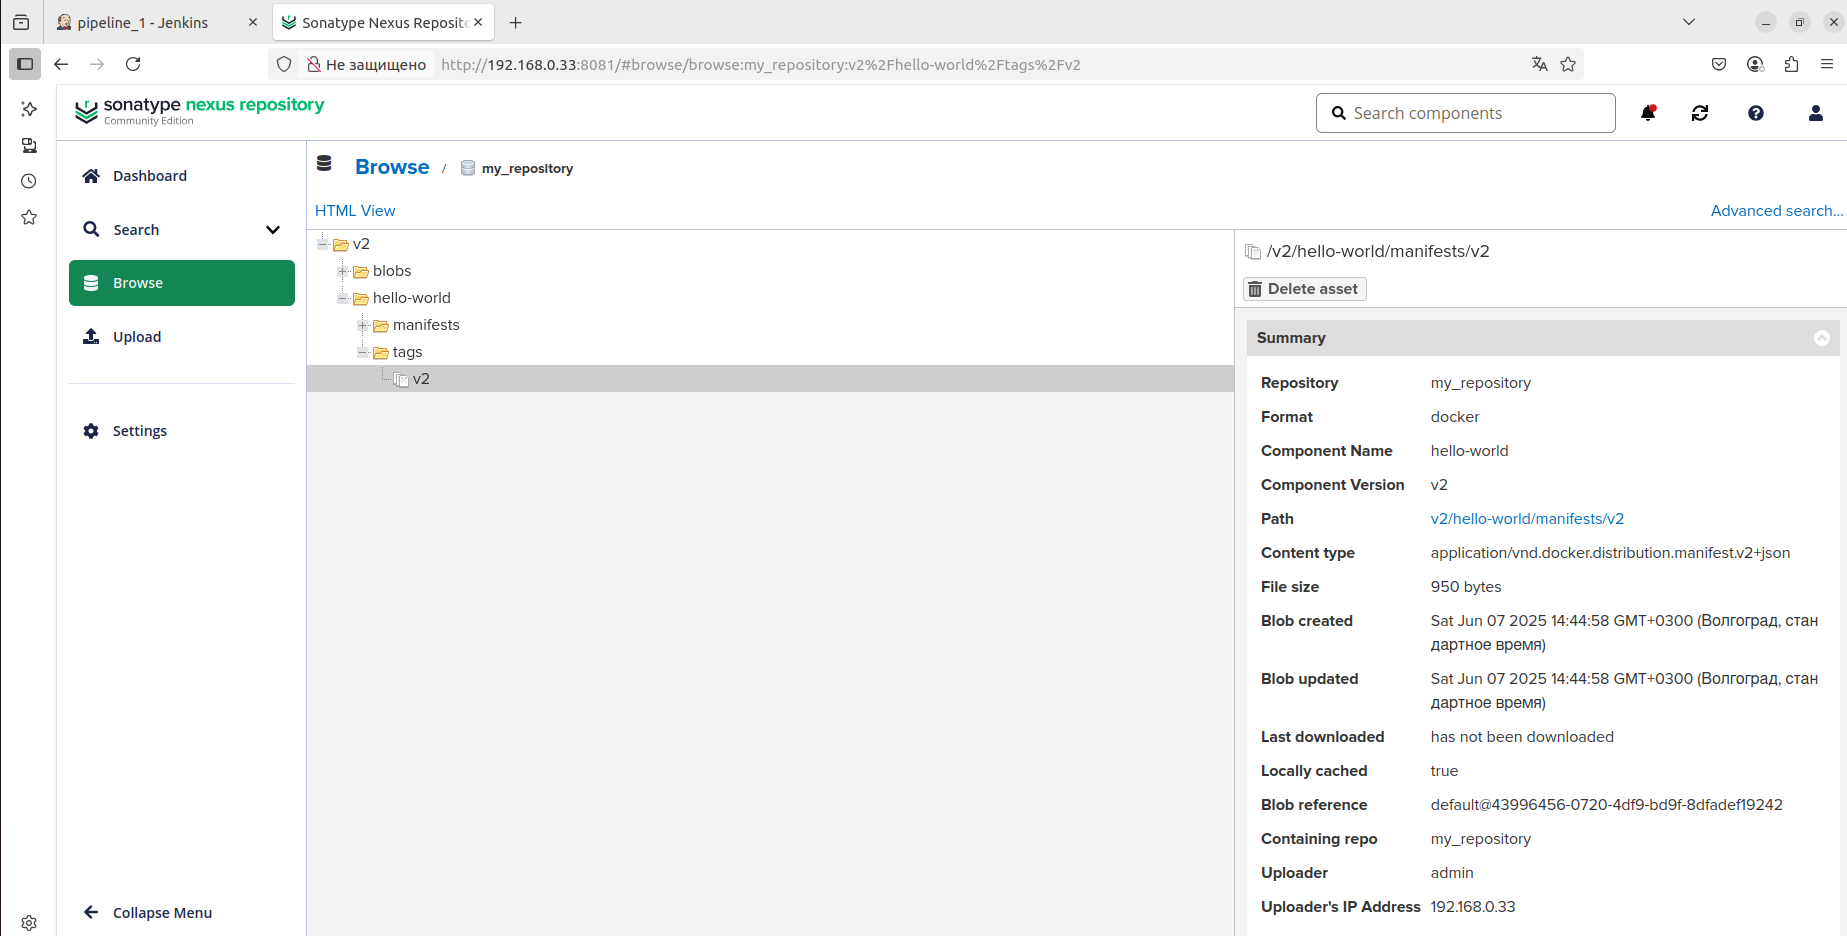 pipeline_1 - Jenkins
Sonatype Nexus Reposito
Не защищено
http://192.168.0.33:8081/#browse/browse:my_repository:v2%2Fhello-world%2Ftags%2Fv2
sonatype nexus repository
Community Edition
Search components
Dashboard
Search
Browse
Upload
Settings
Collapse Menu
Browse / my_repository
HTML View
Advanced search...
v2
blobs
hello-world
manifests
tags
v2
/v2/hello-world/manifests/v2
Delete asset
Summary
Repository my_repository
Format docker
Component Name hello-world
Component Version v2
Path v2/hello-world/manifests/v2
Content type application/vnd.docker.distribution.manifest.v2+json
File size 950 bytes
Blob created Sat Jun 07 2025 14:44:58 GMT+0300 (Волгоград, стан
дартное время)
Blob updated Sat Jun 07 2025 14:44:58 GMT+0300 (Волгоград, стан
дартное время)
Last downloaded has not been downloaded
Locally cached true
Blob reference default@43996456-0720-4df9-bd9f-8dfadef19242
Containing repo my_repository
Uploader admin
Uploader's IP Address 192.168.0.33